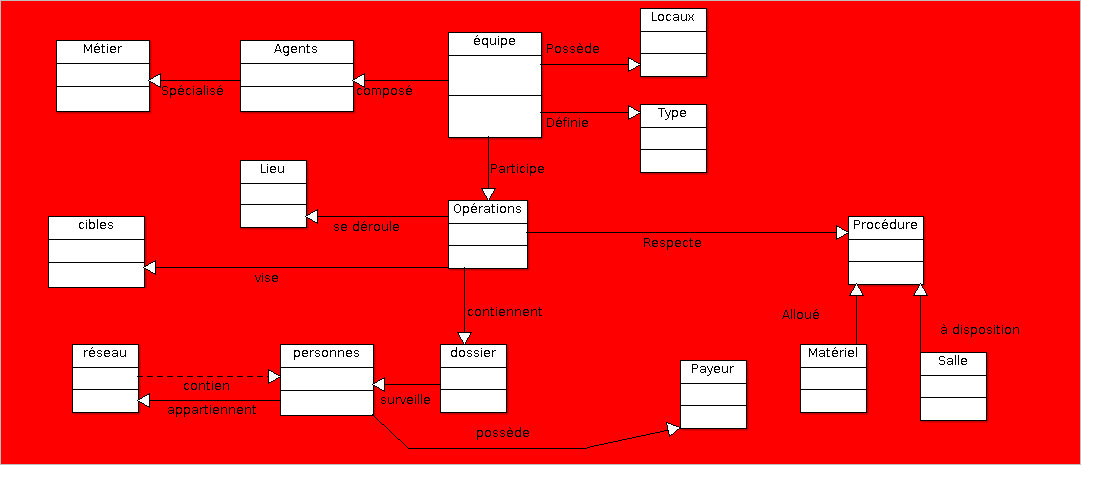 Locaux
Métier
Agents
équipe
Possède
Spécialisé
composé
Définie
Type
Participe
Lieu
Opérations
cibles
se déroule
Procédure
Respecte
vise
contiennent
Alloué
à disposition
réseau
personnes
dossier
Matériel
Salle
Payeur
contien
surveille
appartiennent
possède